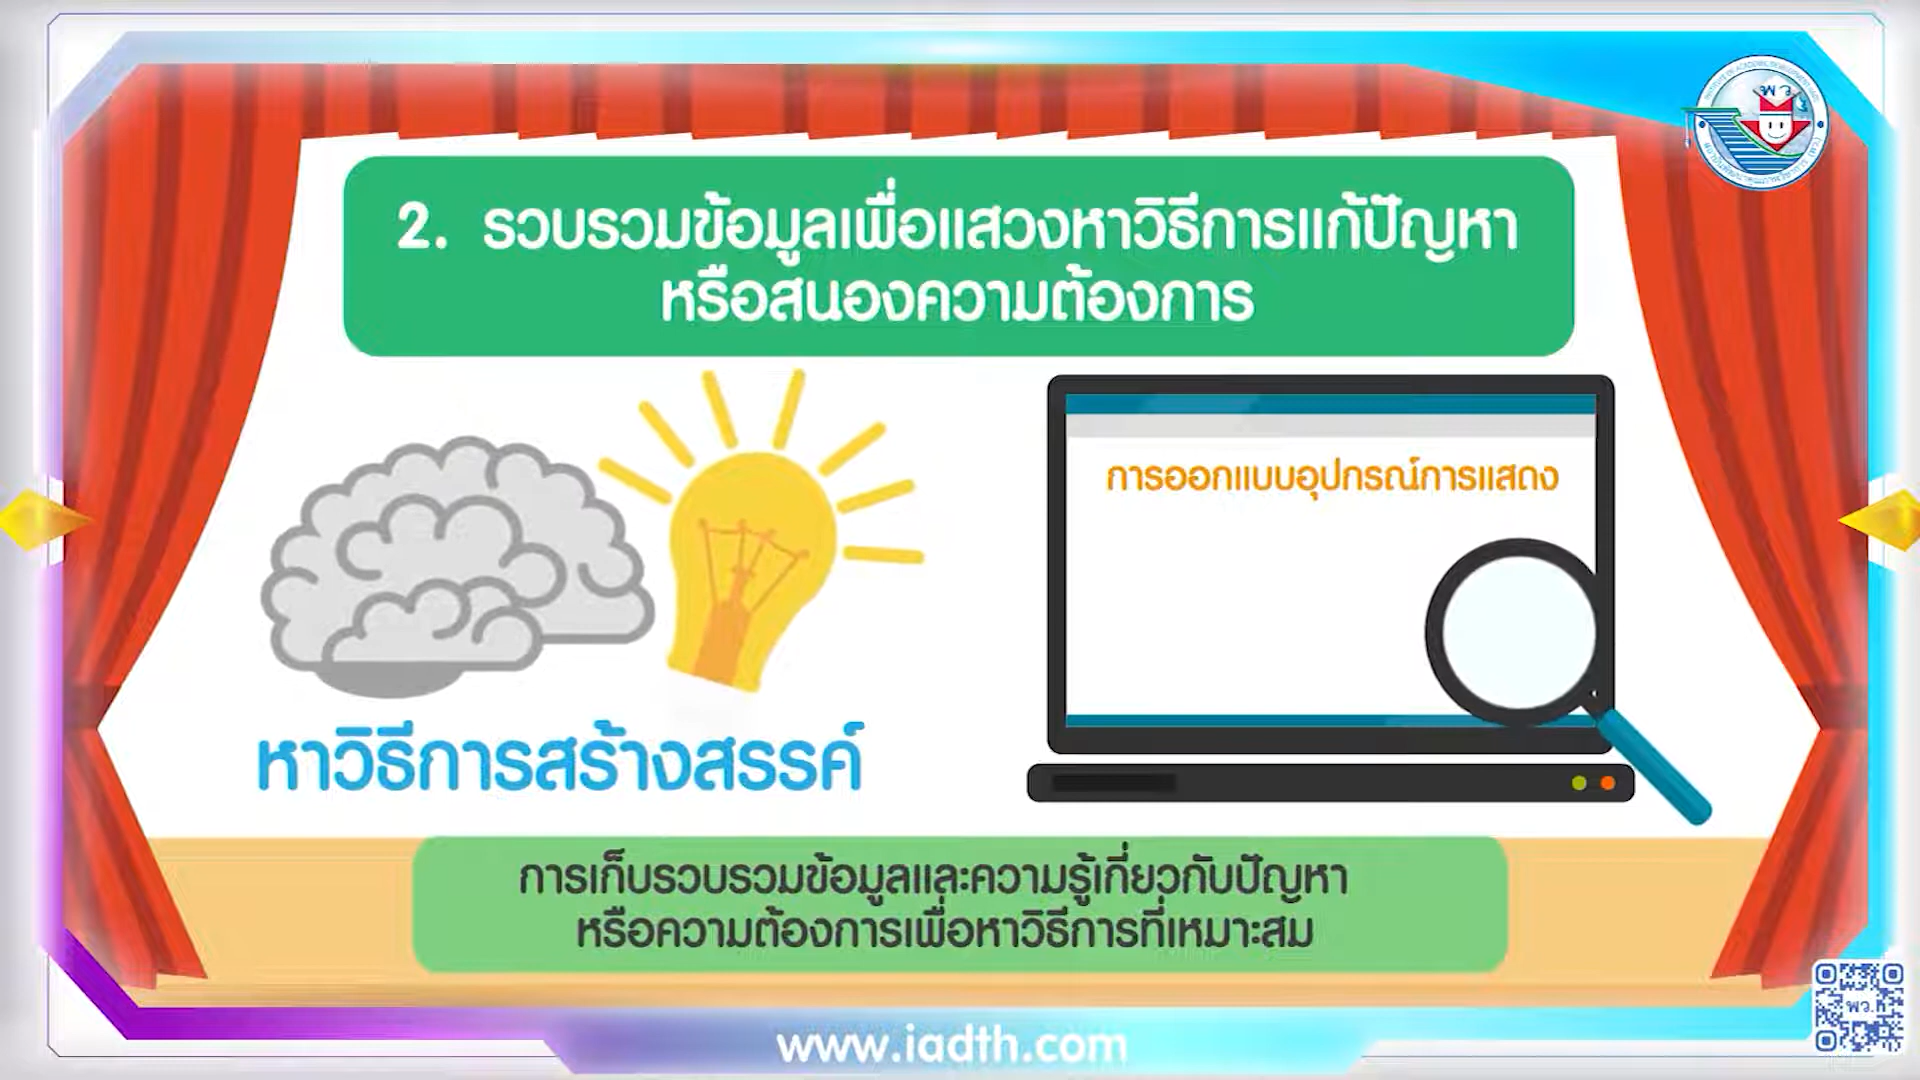 2. รวบรวมข้อมูลเพื่อแสวงหาวิธีการแก้ปัญหา
หรือสนองความต้องการ
การออกแบบอุปกรณ์การแสดง
หาวิธีการสร้างสรรค์
การเก็บรวบรวมข้อมูลและความรู้เกี่ยวกับปัญหา
หรือความต้องการเพื่อหาวิธีการที่เหมาะสม
พว.
www.iadth.com